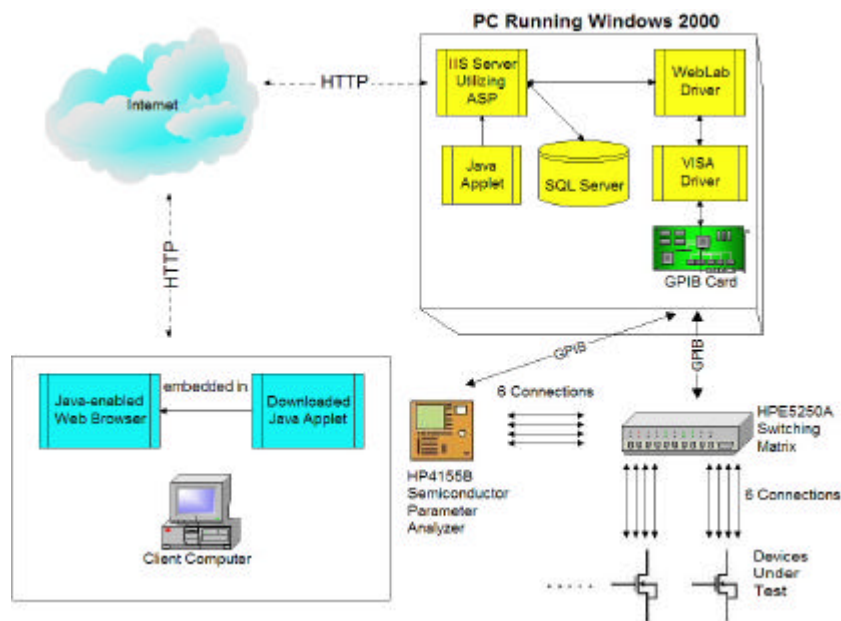 PC Running Windows 2000
Internet
HTTP
IIS Server
Utilizing
ASP
WebLab
Driver
Java
Applet
SQL Server
VISA
Driver
GPIB Card
HTTP
GPIB
GPIB
Java-enabled
Web Browser
embedded in
Downloaded
Java Applet
Client Computer
6 Connections
HP4155B
Semiconductor
Parameter
Analyzer
HPE5250A
Switching
Matrix
6 Connections
.....
Devices
Under
Test